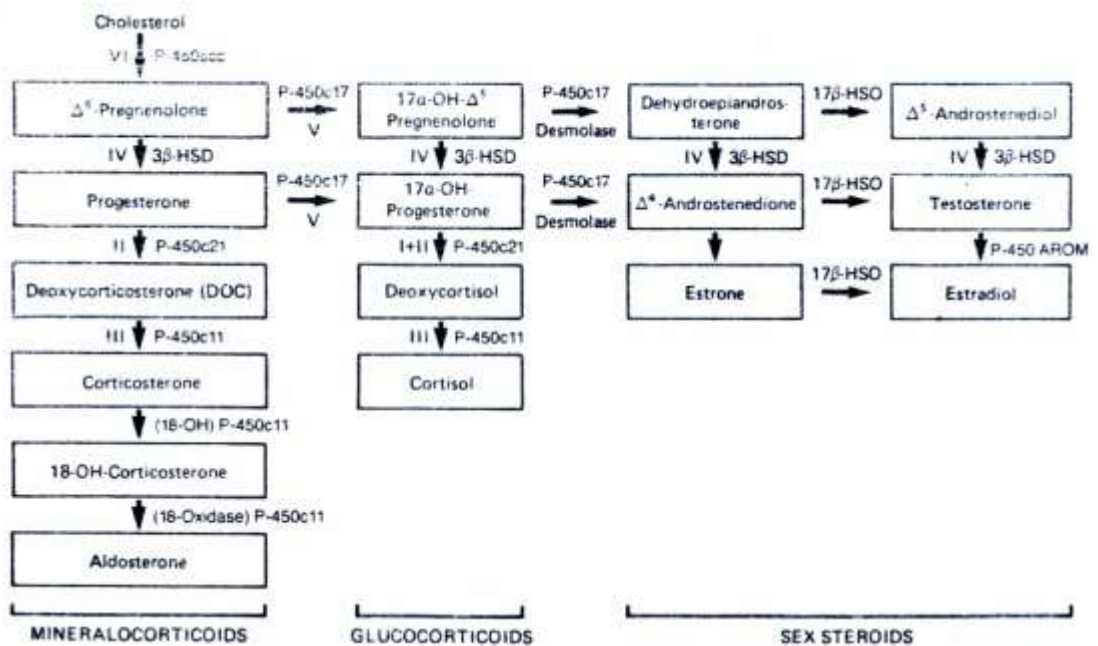 Cholesterol
VI P-450scc
Δ⁵-Pregnenolone
P-450c17
V
17α-OH-Δ⁵
Pregnenolone
P-450c17
Desmolase
Dehydroepiandros-
terone
17β-HSO
Δ⁵-Androstenediol
IV 3β-HSD
IV 3β-HSD
IV 3β-HSD
IV 3β-HSD
Progesterone
P-450c17
V
17α-OH-
Progesterone
P-450c17
Desmolase
Δ⁴-Androstenedione
17β-HSO
Testosterone
II P-450c21
I+II P-450c21
P-450 AROM
Deoxycorticosterone (DOC)
Deoxycortisol
Estrone
17β-HSO
Estradiol
III P-450c11
III P-450c11
Corticosterone
Cortisol
(18-OH) P-450c11
18-OH-Corticosterone
(18-Oxidase) P-450c11
Aldosterone
MINERALOCORTICOIDS
GLUCOCORTICOIDS
SEX STEROIDS